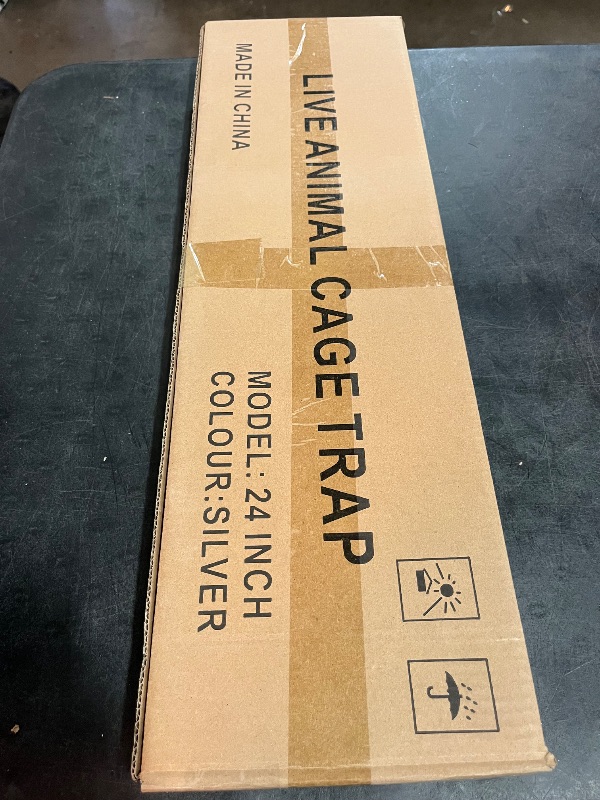 LIVE ANIMAL CAGE TRAP
MADE IN CHINA
MODEL: 24 INCH
COLOUR:SILVER